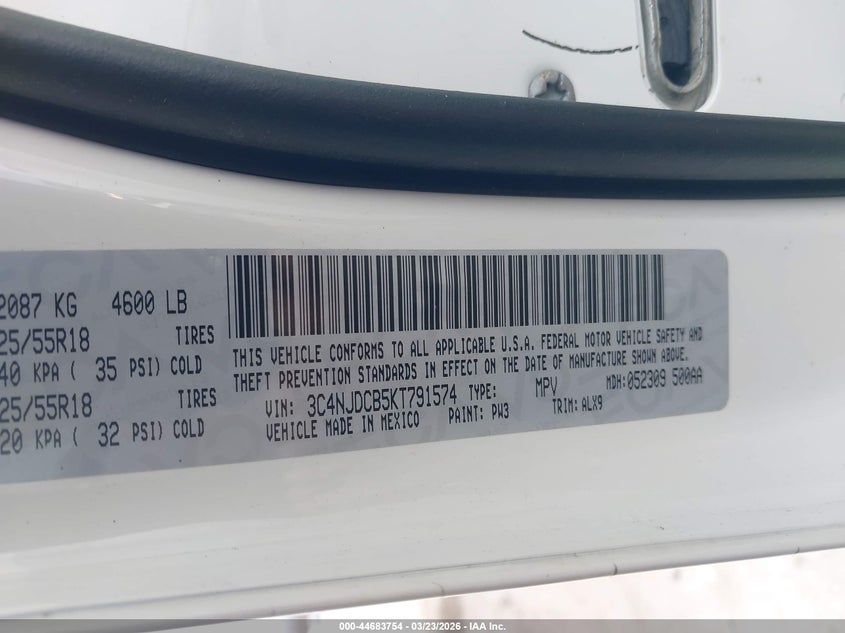 2087 KG 4600 LB
25/55R18 TIRES
40 KPA ( 35 PSI) COLD
25/55R18 TIRES
20 KPA ( 32 PSI) COLD
THIS VEHICLE CONFORMS TO ALL APPLICABLE U.S.A. FEDERAL MOTOR VEHICLE SAFETY AND
THEFT PREVENTION STANDARDS IN EFFECT ON THE DATE OF MANUFACTURE SHOWN ABOVE.
VIN: 3C4NJDCB5KT791574 TYPE: MPV MDH: 052309 500AA
VEHICLE MADE IN MEXICO PAINT: PW3 TRIM: ALX9
000-44683754 — 03/23/2026 — IAA Inc.